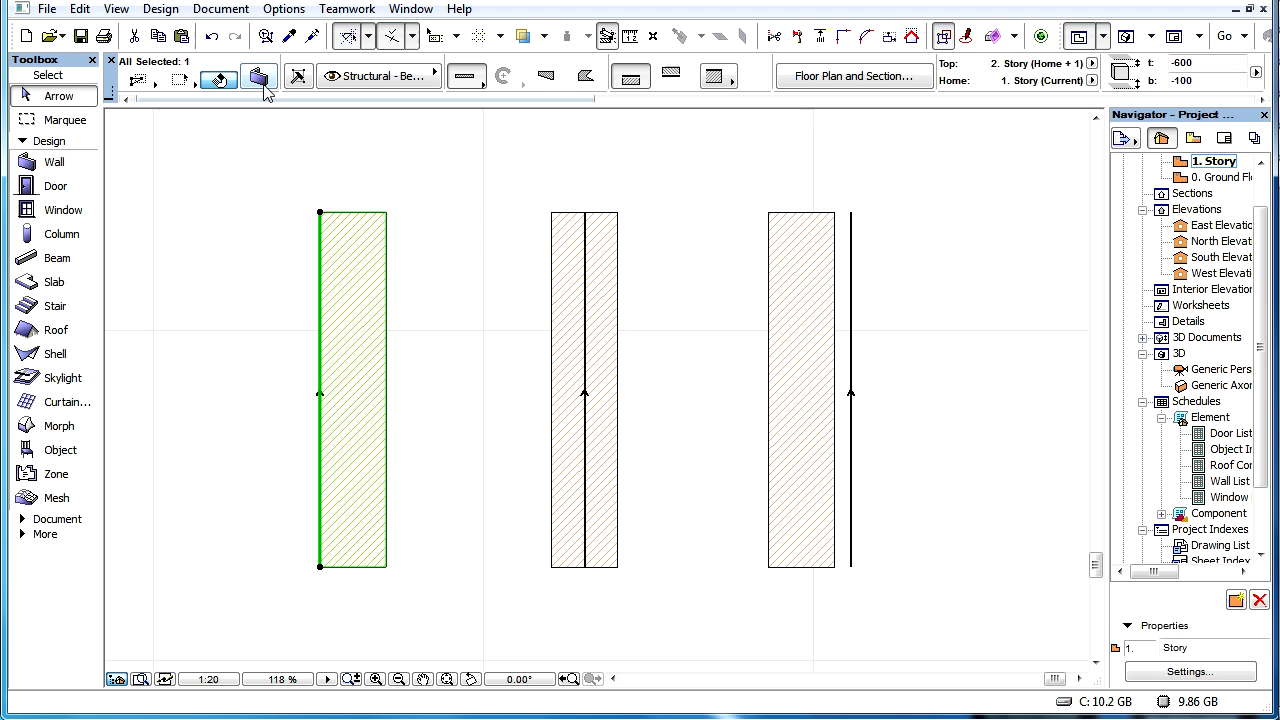 File Edit View Design Document Options Teamwork Window Help
Go
Toolbox
Select
All Selected: 1
Structural - Be...
Floor Plan and Section...
Top: 2. Story (Home + 1)
Home: 1. Story (Current)
t: -600
b: -100
Arrow
Marquee
Design
Wall
Door
Window
Column
Beam
Slab
Stair
Roof
Shell
Skylight
Curtain...
Morph
Object
Zone
Mesh
Document
More
Navigator - Project ...
1. Story
0. Ground Fl
Sections
Elevations
East Elevatio
North Elevat
South Elevat
West Elevati
Interior Elevation
Worksheets
Details
3D Documents
3D
Generic Pers
Generic Axor
Schedules
Element
Door List
Object In
Roof Cor
Wall List
Window
Component
Project Indexes
Drawing List
Sheet Index
Properties
1. Story
Settings...
1:20
118 %
0.00°
C: 10.2 GB
9.86 GB